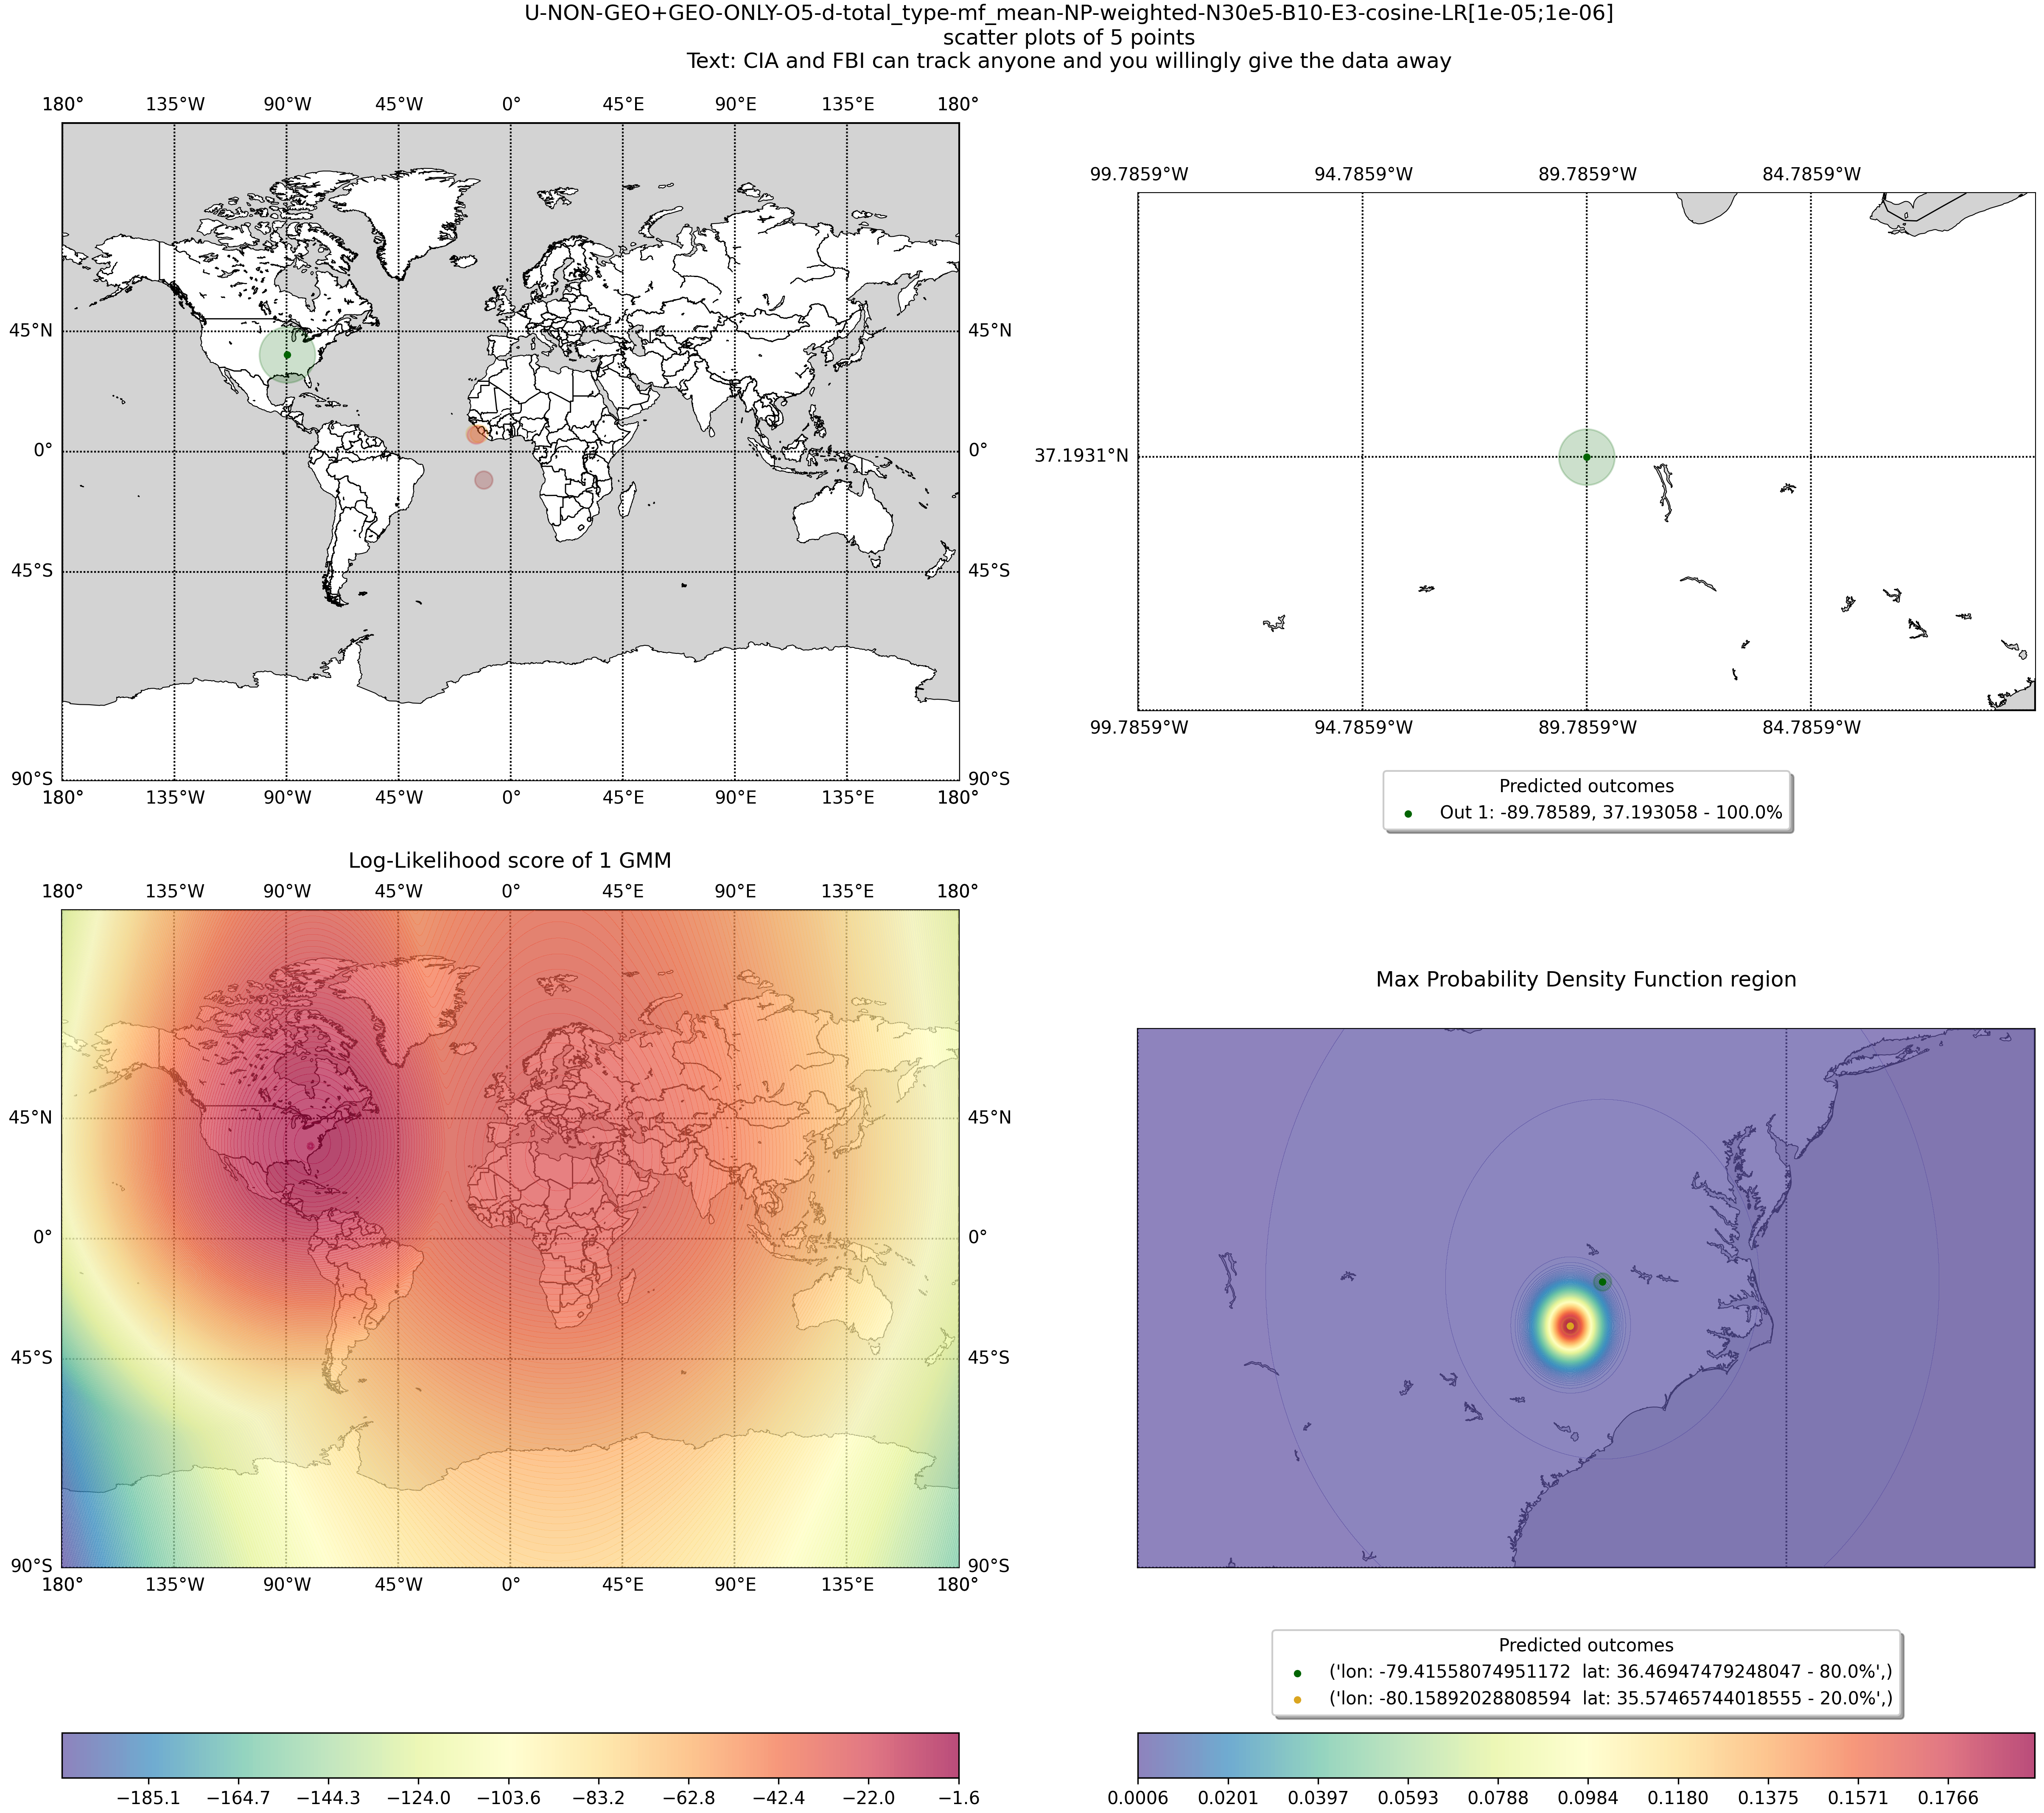 U-NON-GEO+GEO-ONLY-O5-d-total_type-mf_mean-NP-weighted-N30e5-B10-E3-cosine-LR[1e-05;1e-06]
scatter plots of 5 points
Text: CIA and FBI can track anyone and you willingly give the data away
180° 135°W 90°W 45°W 0° 45°E 90°E 135°E 180°
45°N 45°N
0° 0°
45°S 45°S
90°S 90°S
180° 135°W 90°W 45°W 0° 45°E 90°E 135°E 180°
99.7859°W 94.7859°W 89.7859°W 84.7859°W
37.1931°N
99.7859°W 94.7859°W 89.7859°W 84.7859°W
Predicted outcomes
Out 1: -89.78589, 37.193058 - 100.0%
Log-Likelihood score of 1 GMM
180° 135°W 90°W 45°W 0° 45°E 90°E 135°E 180°
45°N 45°N
0° 0°
45°S 45°S
90°S 90°S
180° 135°W 90°W 45°W 0° 45°E 90°E 135°E 180°
Max Probability Density Function region
Predicted outcomes
('lon: -79.41558074951172 lat: 36.46947479248047 - 80.0%',)
('lon: -80.15892028808594 lat: 35.57465744018555 - 20.0%',)
−185.1 −164.7 −144.3 −124.0 −103.6 −83.2 −62.8 −42.4 −22.0 −1.6
0.0006 0.0201 0.0397 0.0593 0.0788 0.0984 0.1180 0.1375 0.1571 0.1766